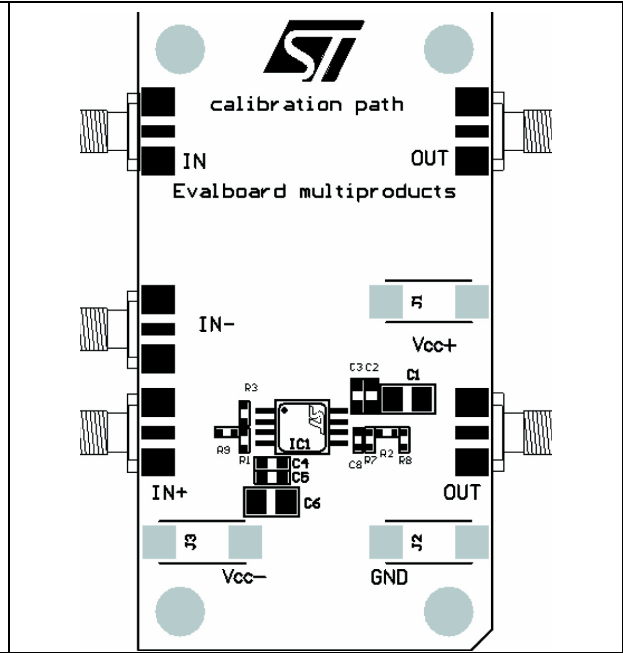 ST
calibration path
IN
OUT
Evalboard multiproducts
J1
IN-
Vcc+
C3 C2
C1
R3
IC1
R9
R1
C4
C8
R7
R2
R8
C5
IN+
C6
OUT
J3
J2
Vcc-
GND